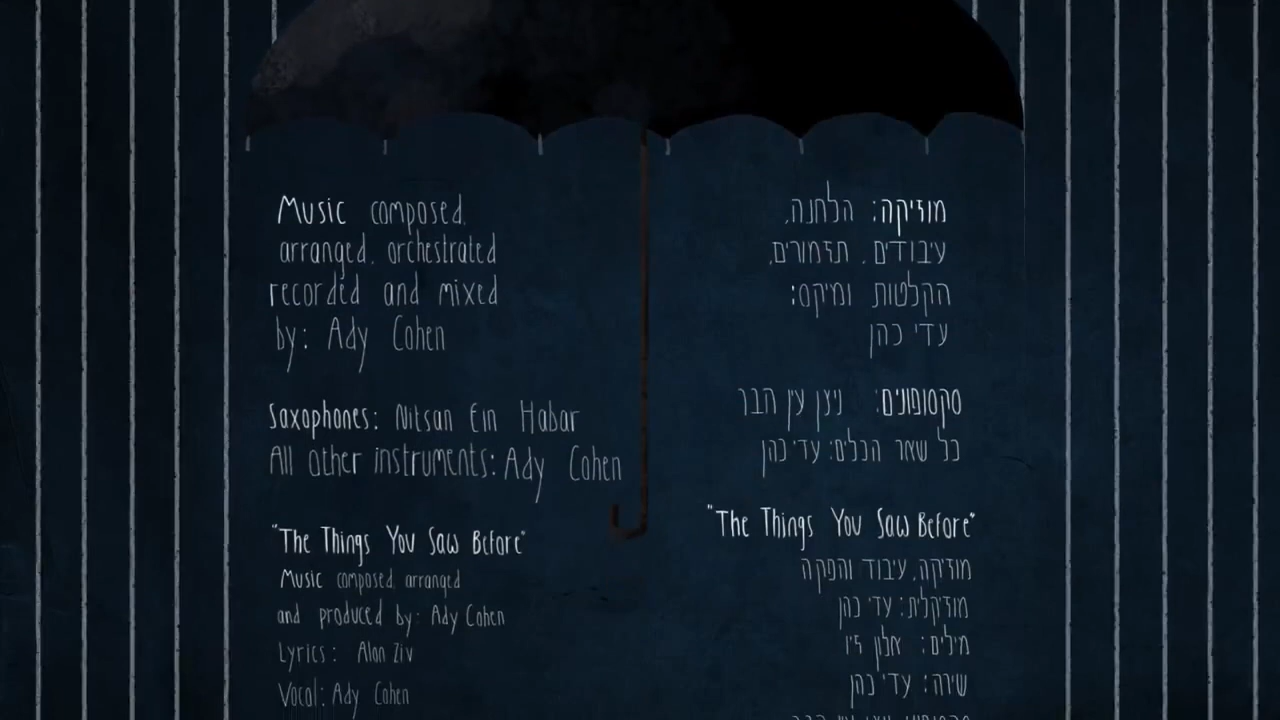 Music composed,
arranged, orchestrated
recorded and mixed
by: Ady Cohen
Saxophones: Nitsan Ein Habar
All other instruments: Ady Cohen
"The Things You Saw Before"
Music composed, arranged
and produced by: Ady Cohen
Lyrics: Alon Ziv
Vocal: Ady Cohen
מוזיקה: הלחנה,
עיבודים, תזמורים,
הקלטות ומיקס:
עדי כהן
סקסופונים: ניצן עין הבר
כל שאר הכלים: עדי כהן
"The Things You Saw Before"
מוזיקה, עיבוד והפקה
מוזיקלית: עדי כהן
מילים: אלון זיו
שירה: עדי כהן